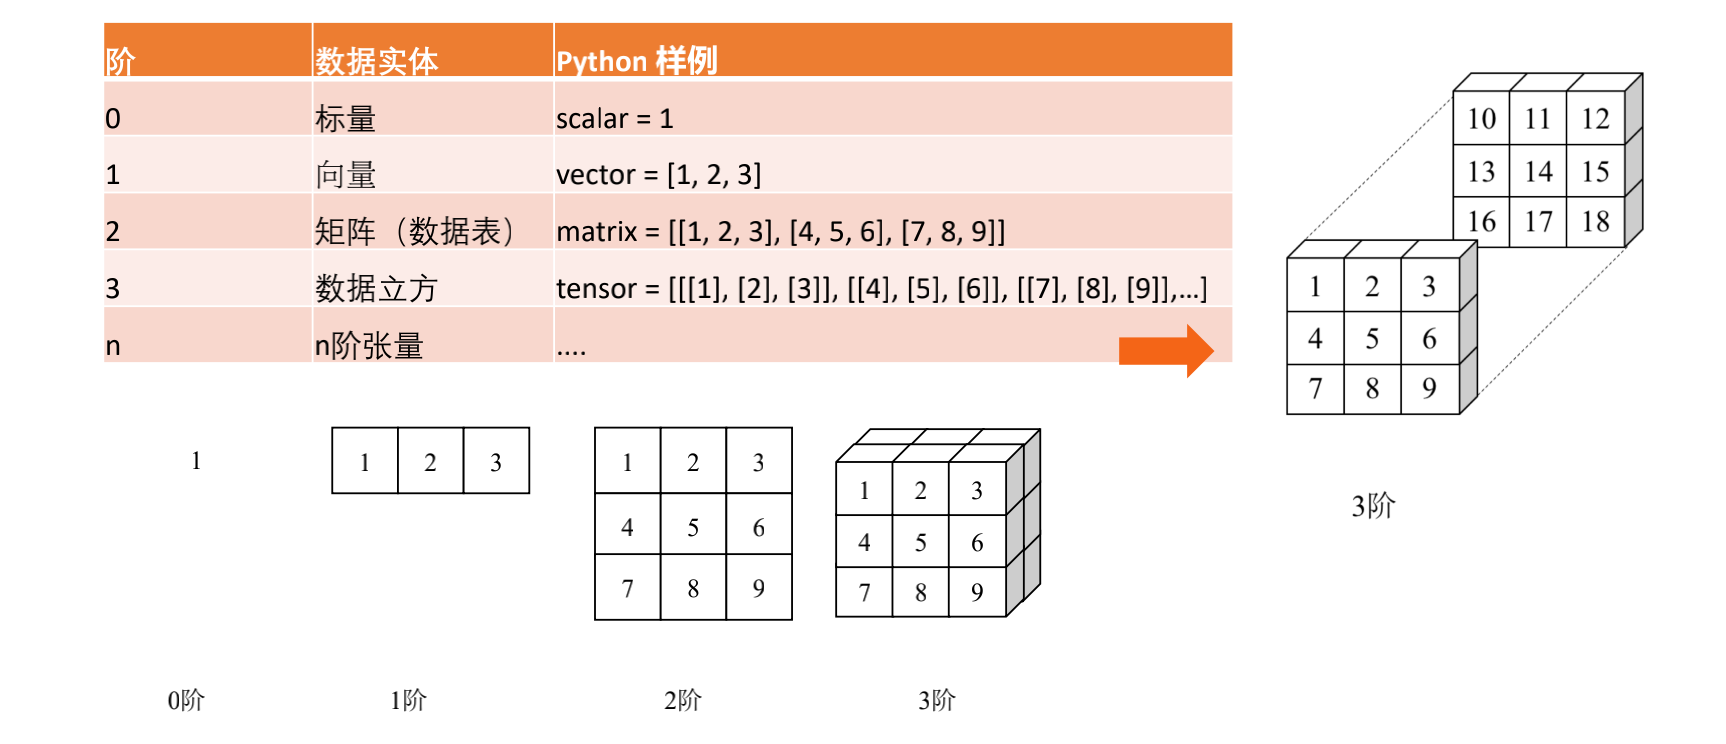 阶 数据实体 Python 样例
0 标量 scalar = 1
1 向量 vector = [1, 2, 3]
2 矩阵（数据表） matrix = [[1, 2, 3], [4, 5, 6], [7, 8, 9]]
3 数据立方 tensor = [[[1], [2], [3]], [[4], [5], [6]], [[7], [8], [9]],...]
n n阶张量 ....
10 11 12
13 14 15
16 17 18
1 2 3
4 5 6
7 8 9
3阶
1
1 2 3
1 2 3
4 5 6
7 8 9
1 2 3
4 5 6
7 8 9
0阶 1阶 2阶 3阶